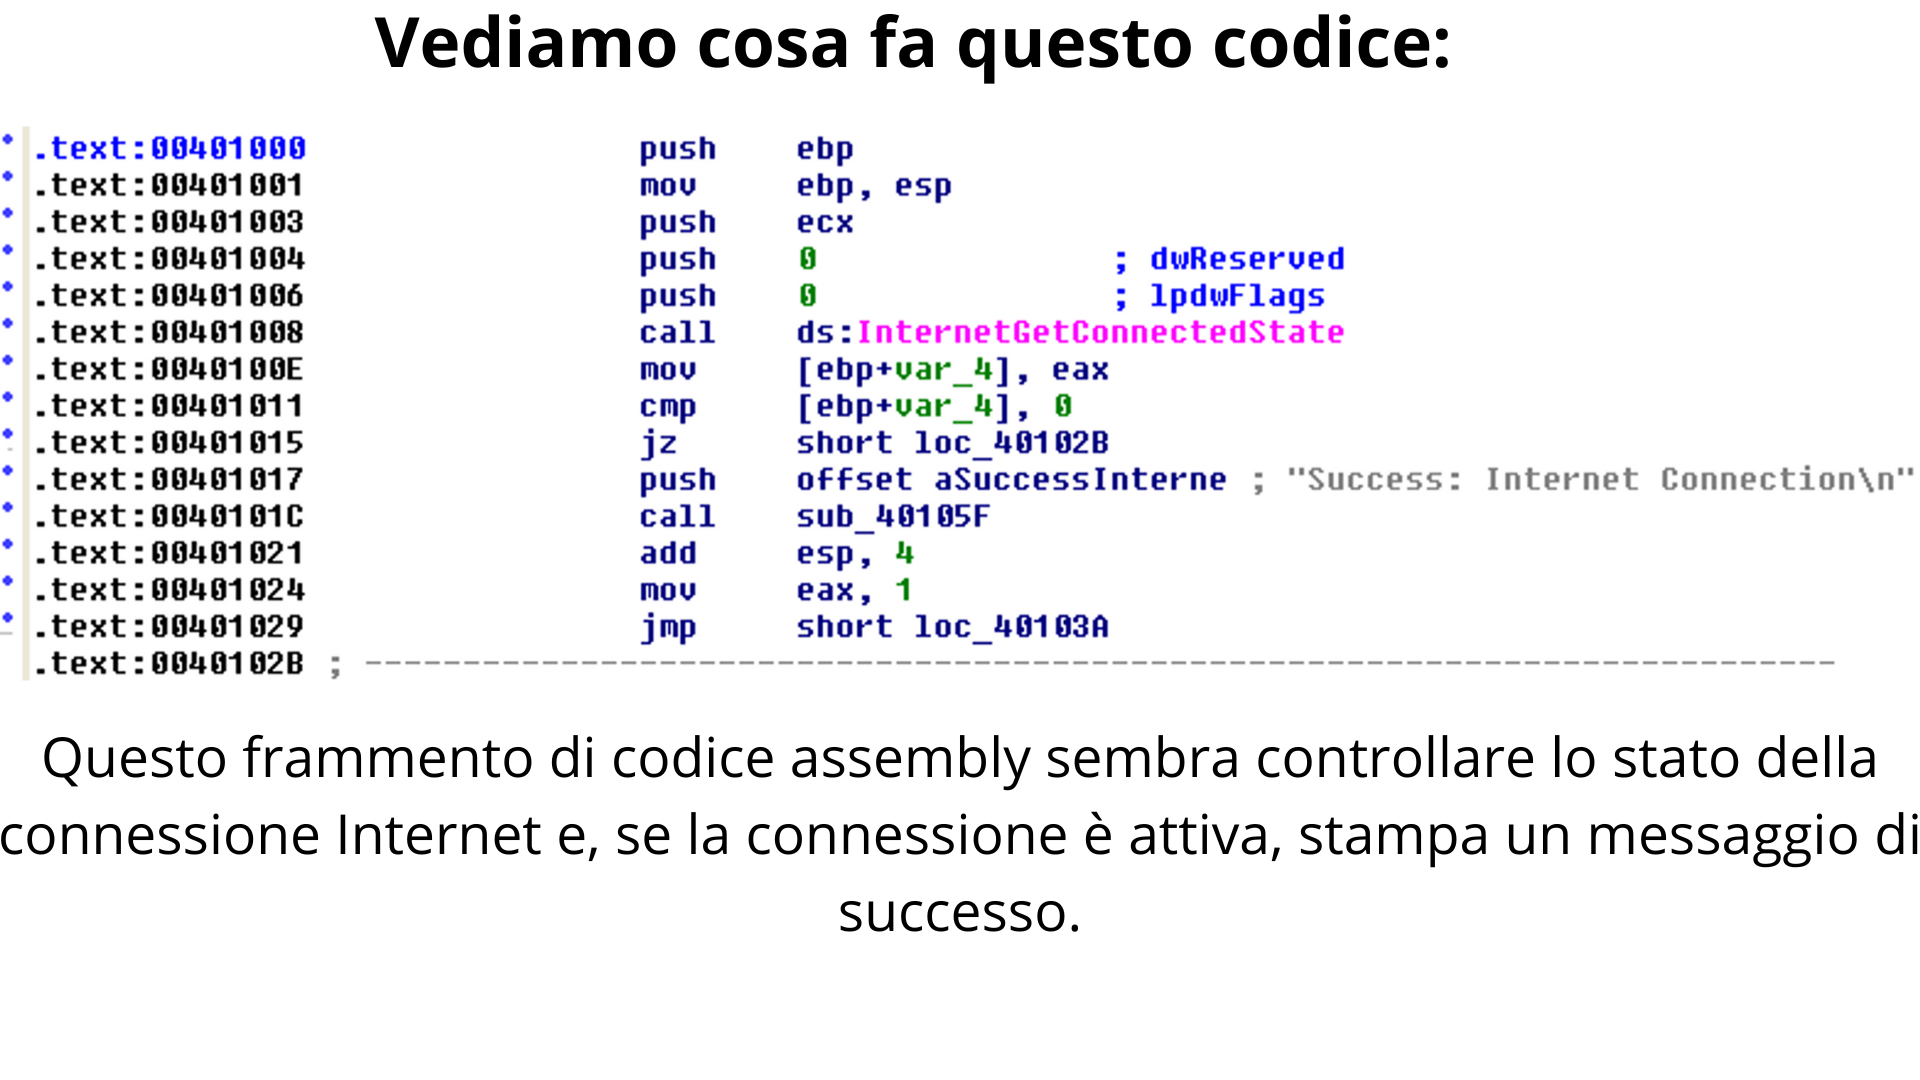 Vediamo cosa fa questo codice:
.text:00401000 push ebp
.text:00401001 mov ebp, esp
.text:00401003 push ecx
.text:00401004 push 0 ; dwReserved
.text:00401006 push 0 ; lpdwFlags
.text:00401008 call ds:InternetGetConnectedState
.text:0040100E mov [ebp+var_4], eax
.text:00401011 cmp [ebp+var_4], 0
.text:00401015 jz short loc_40102B
.text:00401017 push offset aSuccessInterne ; "Success: Internet Connection\n"
.text:0040101C call sub_40105F
.text:00401021 add esp, 4
.text:00401024 mov eax, 1
.text:00401029 jmp short loc_40103A
.text:0040102B ; ---------------------------------------------------------------------------
Questo frammento di codice assembly sembra controllare lo stato della
connessione Internet e, se la connessione è attiva, stampa un messaggio di
successo.